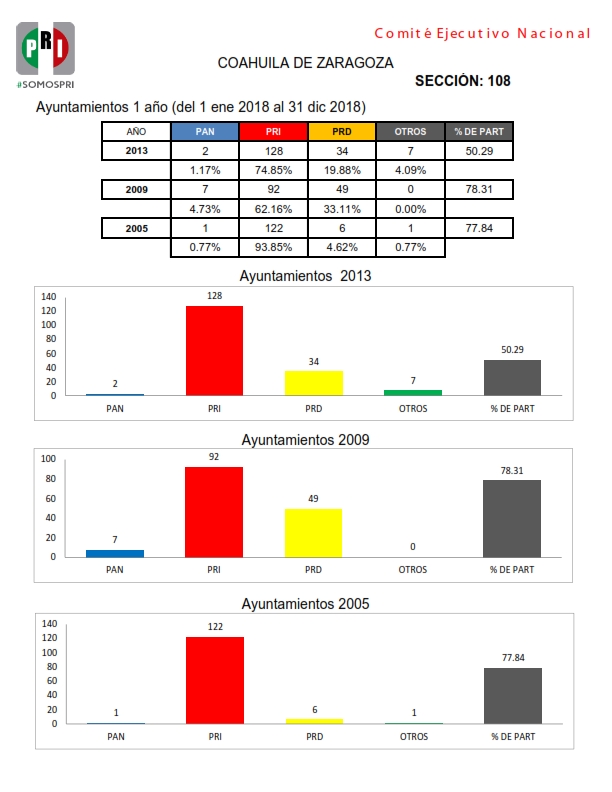 PRI
#SOMOSPRI
Comité Ejecutivo Nacional
COAHUILA DE ZARAGOZA
SECCIÓN: 108
Ayuntamientos 1 año (del 1 ene 2018 al 31 dic 2018)
AÑO PAN PRI PRD OTROS % DE PART
2013 2 128 34 7 50.29
1.17% 74.85% 19.88% 4.09%
2009 7 92 49 0 78.31
4.73% 62.16% 33.11% 0.00%
2005 1 122 6 1 77.84
0.77% 93.85% 4.62% 0.77%
Ayuntamientos 2013
140
120
100
80
60
40
20
0
2 128 34 7 50.29
PAN PRI PRD OTROS % DE PART
Ayuntamientos 2009
100
80
60
40
20
0
7 92 49 0 78.31
PAN PRI PRD OTROS % DE PART
Ayuntamientos 2005
140
120
100
80
60
40
20
0
1 122 6 1 77.84
PAN PRI PRD OTROS % DE PART